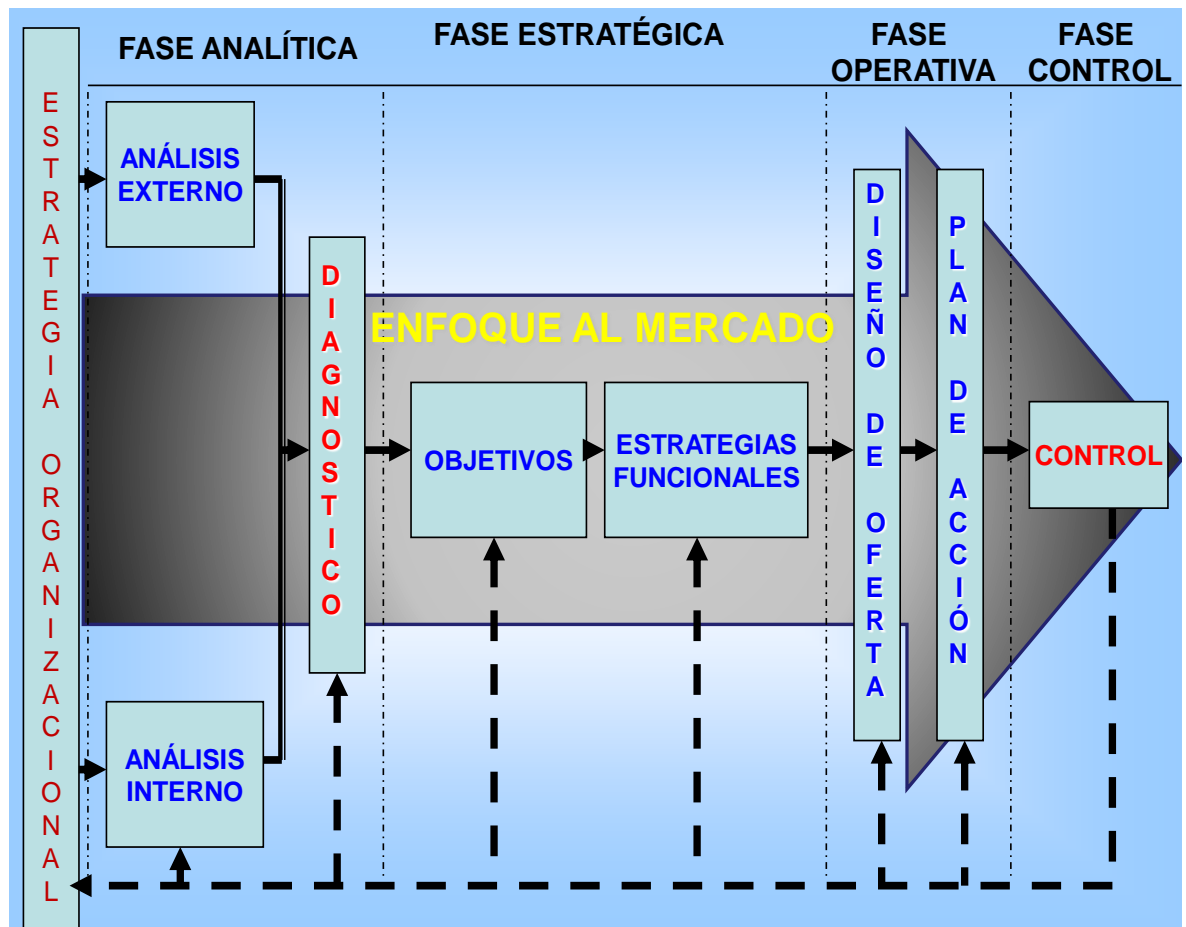 FASE ANALÍTICA
FASE ESTRATÉGICA
FASE
OPERATIVA
FASE
CONTROL
ESTRATEGIA ORGANIZACIONAL
ANÁLISIS
EXTERNO
ANÁLISIS
INTERNO
DIAGNOSTICO
ENFOQUE AL MERCADO
OBJETIVOS
ESTRATEGIAS
FUNCIONALES
DISEÑO DE OFERTA
PLAN DE ACCIÓN
CONTROL